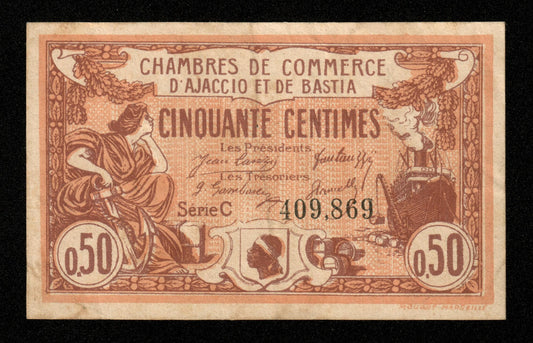 CHAMBRES DE COMMERCE
D'AJACCIO ET DE BASTIA
CINQUANTE CENTIMES
Les Présidents
Les Trésoriers
Série C 409,869
0,50 0,50